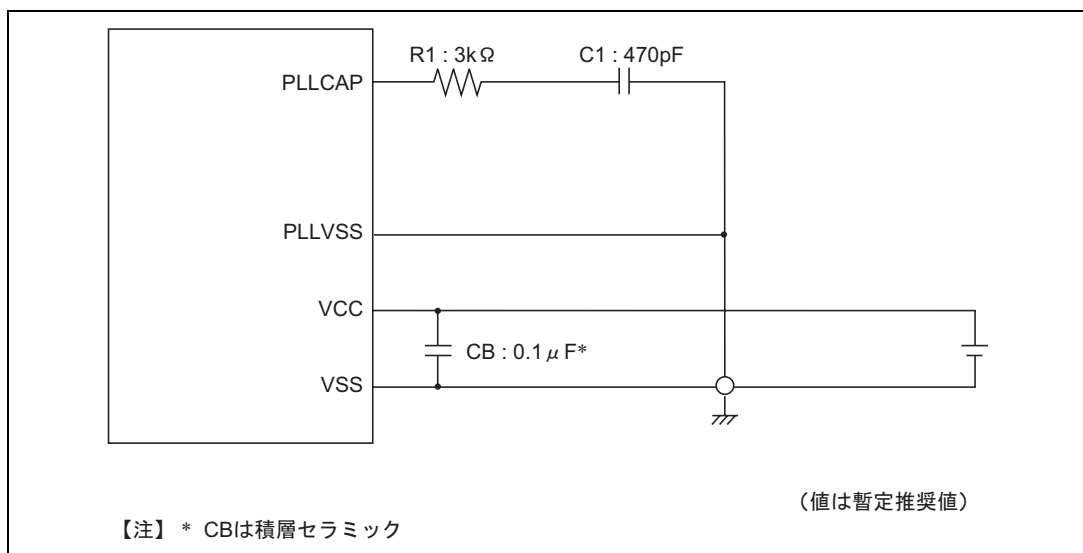 R1 : 3kΩ C1 : 470pF
PLLCAP
PLLVSS
VCC
CB : 0.1μF*
VSS
（値は暫定推奨値）
【注】 * CBは積層セラミック